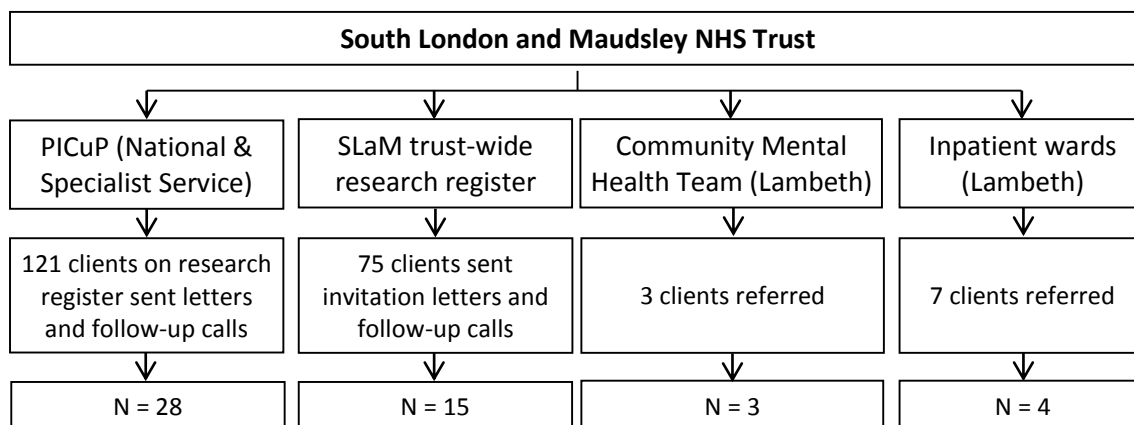 South London and Maudsley NHS Trust
PICuP (National &
Specialist Service)
SLaM trust-wide
research register
Community Mental
Health Team (Lambeth)
Inpatient wards
(Lambeth)
121 clients on research
register sent letters
and follow-up calls
75 clients sent
invitation letters and
follow-up calls
3 clients referred
7 clients referred
N = 28
N = 15
N = 3
N = 4